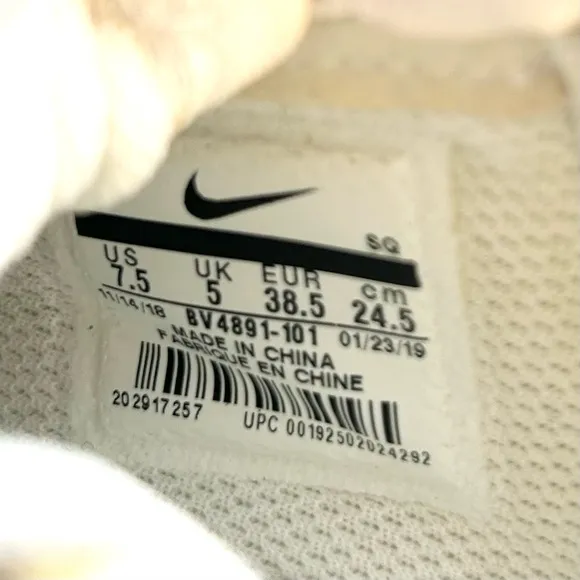 SQ
US UK EUR cm
7.5 5 38.5 24.5
11/14/18 BV4891-101 01/23/19
MADE IN CHINA
FABRIQUE EN CHINE
202917257 UPC 00192502024292